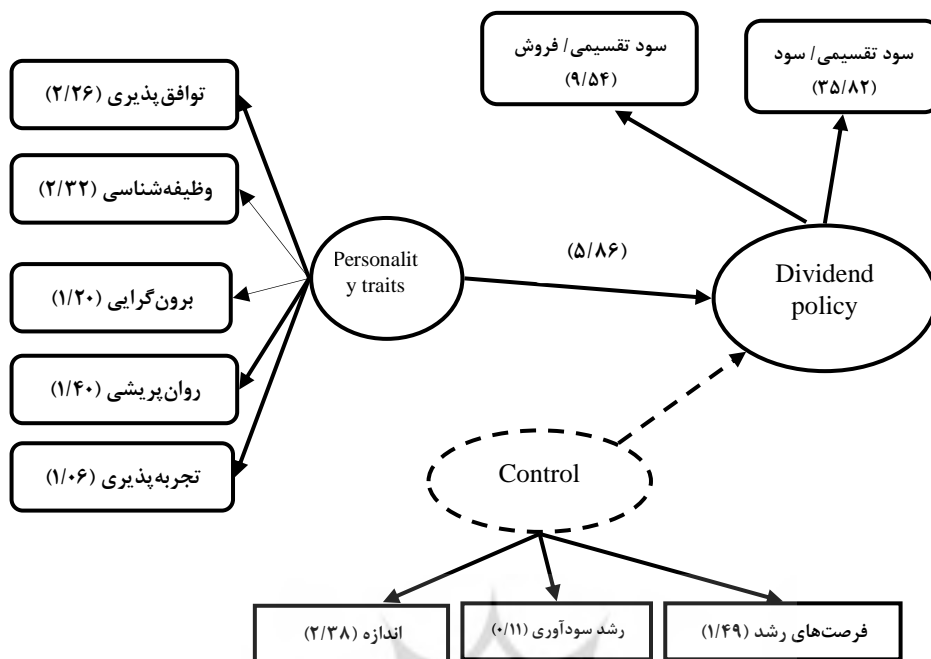 سود تقسیمی/ فروش
(۹/۵۴)
سود تقسیمی/ سود
(۳۵/۸۲)
توافق‌پذیری (۲/۲۶)
وظیفه‌شناسی (۲/۳۲)
برون‌گرایی (۱/۲۰)
روان‌پریشی (۱/۴۰)
تجربه‌پذیری (۱/۰۶)
Personalit
y traits
(۵/۸۶)
Dividend
policy
Control
اندازه (۲/۳۸)
رشد سودآوری (۰/۱۱)
فرصت‌های رشد (۱/۴۹)